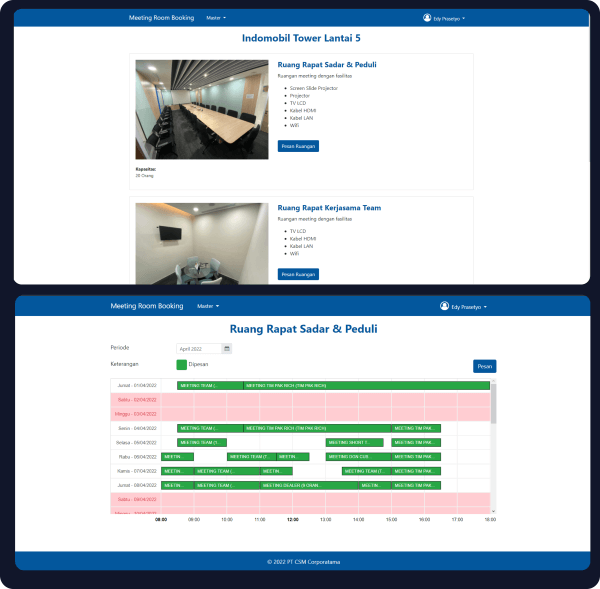 Meeting Room Booking Master Edy Prasetyo
Indomobil Tower Lantai 5
Ruang Rapat Sadar & Peduli
Ruangan meeting dengan fasilitas
Screen Slide Projector
Projector
TV LCD
Kabel HDMI
Kabel LAN
Wifi
Pesan Ruangan
Kapasitas:
20 Orang
Ruang Rapat Kerjasama Team
Ruangan meeting dengan fasilitas
TV LCD
Kabel HDMI
Kabel LAN
Wifi
Pesan Ruangan
Meeting Room Booking Master Edy Prasetyo
Ruang Rapat Sadar & Peduli
Periode April 2022
Keterangan Dipesan Pesan
Jumat - 01/04/2022 MEETING TEAM (... MEETING TIM PAK RICH (TIM PAK RICH)
Sabtu - 02/04/2022
Minggu - 03/04/2022
Senin - 04/04/2022 MEETING TEAM (... MEETING TIM PAK RICH (TIM PAK RICH) MEETING TIM PAK...
Selasa - 05/04/2022 MEETING TEAM (1... MEETING SHORT T... MEETING TIM PAK...
Rabu - 06/04/2022 MEETIN... MEETING TEAM (7... MEETIN... MEETING DON CUS... MEETING TIM PAK...
Kamis - 07/04/2022 MEETIN... MEETING TEAM (... MEETIN... MEETING TEAM (7... MEETING TIM PAK...
Jumat - 08/04/2022 MEETIN... MEETING TEAM (... MEETING DEALER (8 ORAN... MEETIN... MEETING TIM PAK...
Sabtu - 09/04/2022
Minggu - 10/04/2022
08:00 09:00 10:00 11:00 12:00 13:00 14:00 15:00 16:00 17:00 18:00
© 2022 PT CSM Corporatama